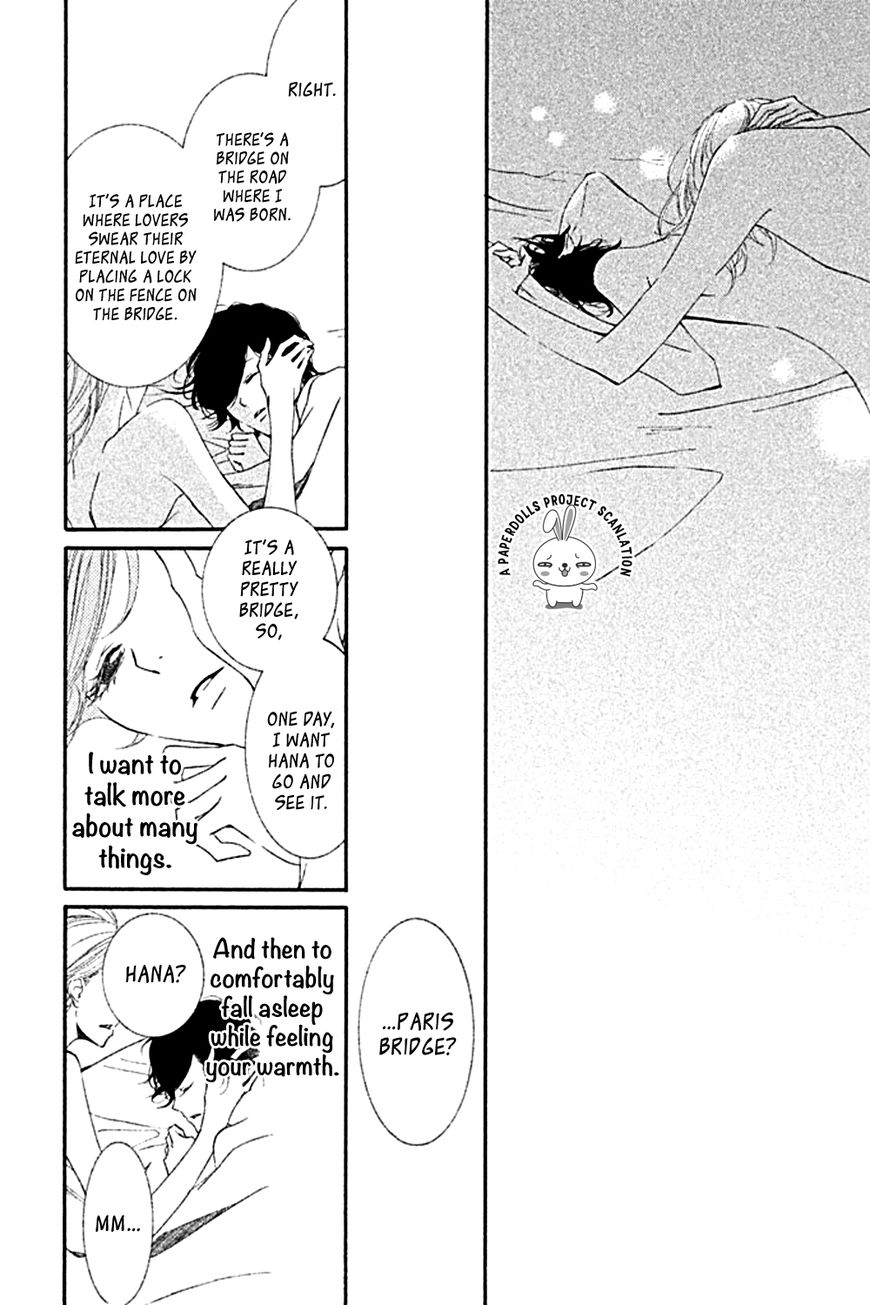 A PAPERDOLLS PROJECT SCANLATION
...PARIS
BRIDGE?
RIGHT.
THERE'S A
BRIDGE ON
THE ROAD
WHERE I
WAS BORN.
IT'S A PLACE
WHERE LOVERS
SWEAR THEIR
ETERNAL LOVE BY
PLACING A LOCK
ON THE FENCE ON
THE BRIDGE.
IT'S A
REALLY
PRETTY
BRIDGE,
SO,
ONE DAY,
I WANT
HANA TO
GO AND
SEE IT.
I want to
talk more
about many
things.
And then to
comfortably
fall asleep
while feeling
your warmth.
HANA?
MM...